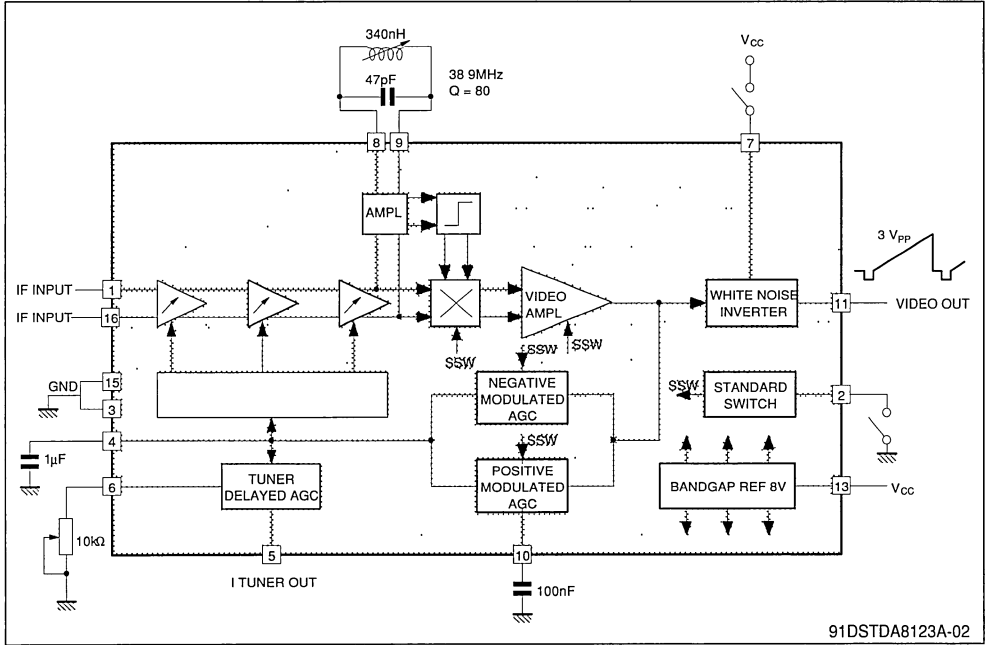 340nH
47pF
38 9MHz
Q = 80
VCC
8
9
7
AMPL
3 VPP
IF INPUT
1
IF INPUT
16
VIDEO
AMPL
WHITE NOISE
INVERTER
11
VIDEO OUT
SSW
SSW
SSW
GND
15
3
NEGATIVE
MODULATED
AGC
SSW
STANDARD
SWITCH
2
4
1µF
SSW
6
TUNER
DELAYED AGC
POSITIVE
MODULATED
AGC
BANDGAP REF 8V
13
VCC
10kΩ
5
10
I TUNER OUT
100nF
91DSTDA8123A-02